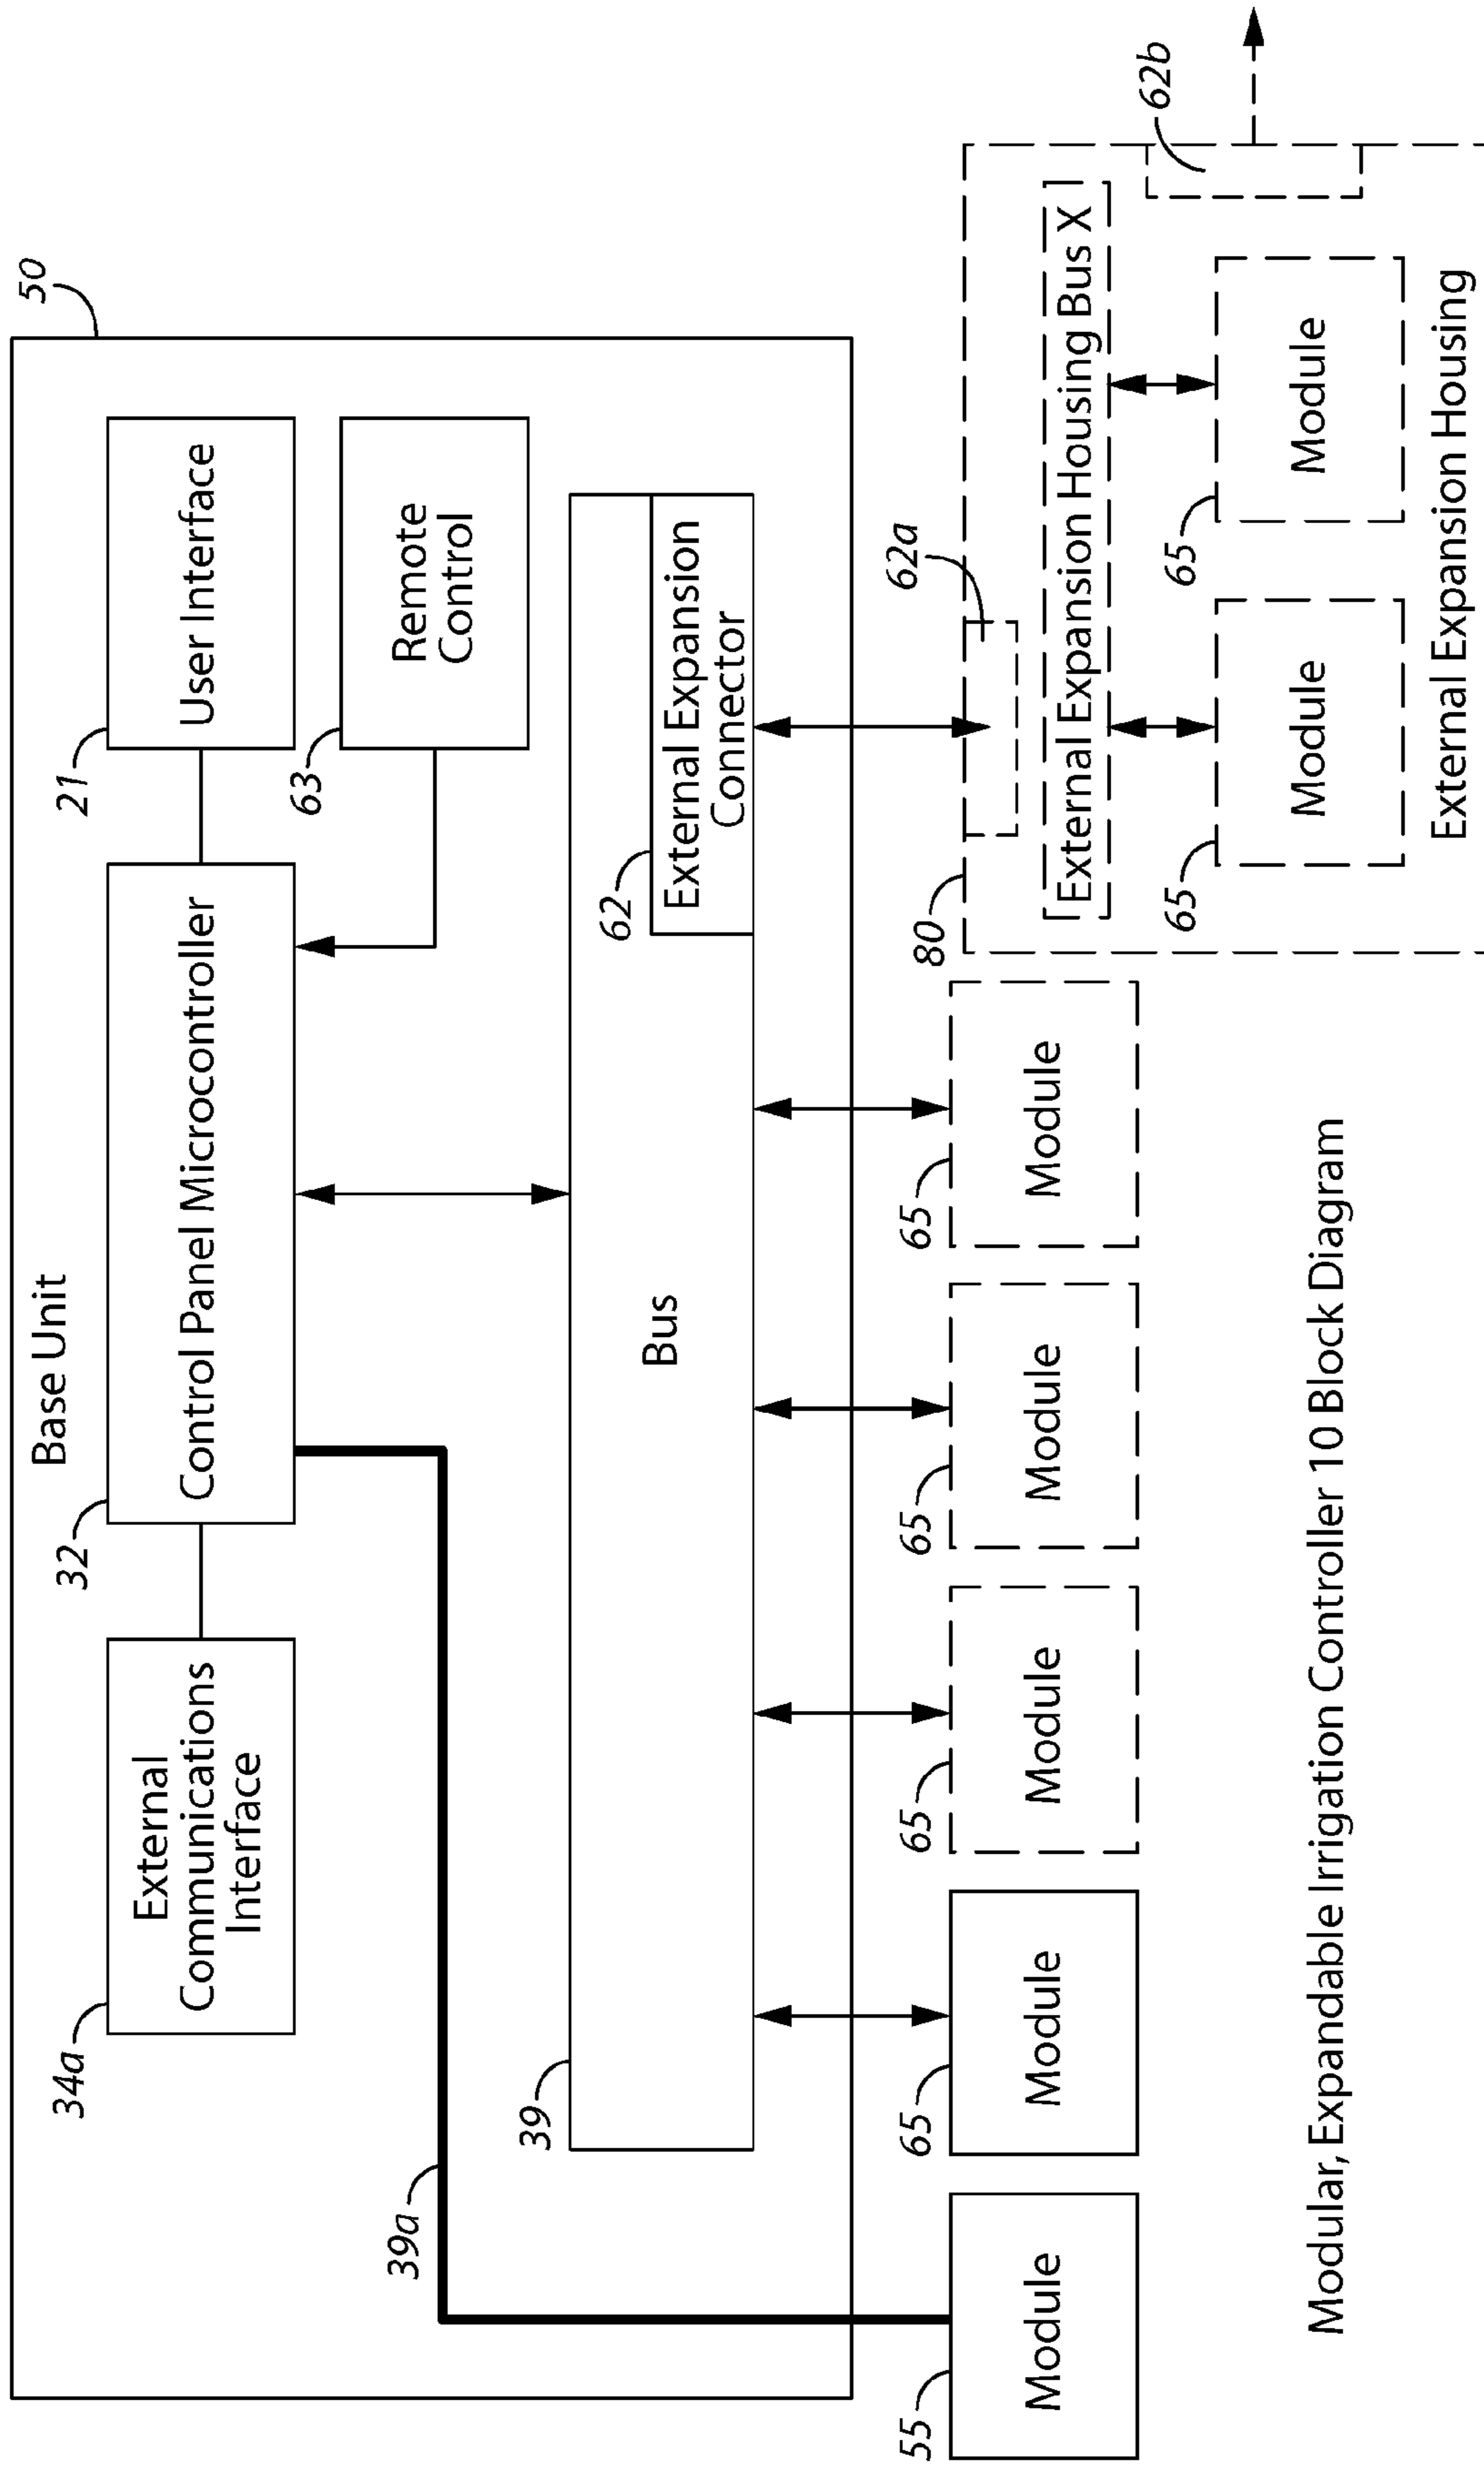 50
Base Unit
34a
External
Communications
Interface
32
Control Panel Microcontroller
21
User Interface
63
Remote
Control
39a
39
Bus
62
External Expansion
Connector
55
Module
65
Module
65
Module
65
Module
65
Module
80
62a
62b
External Expansion Housing Bus X
65
Module
65
Module
External Expansion Housing
Modular, Expandable Irrigation Controller 10 Block Diagram